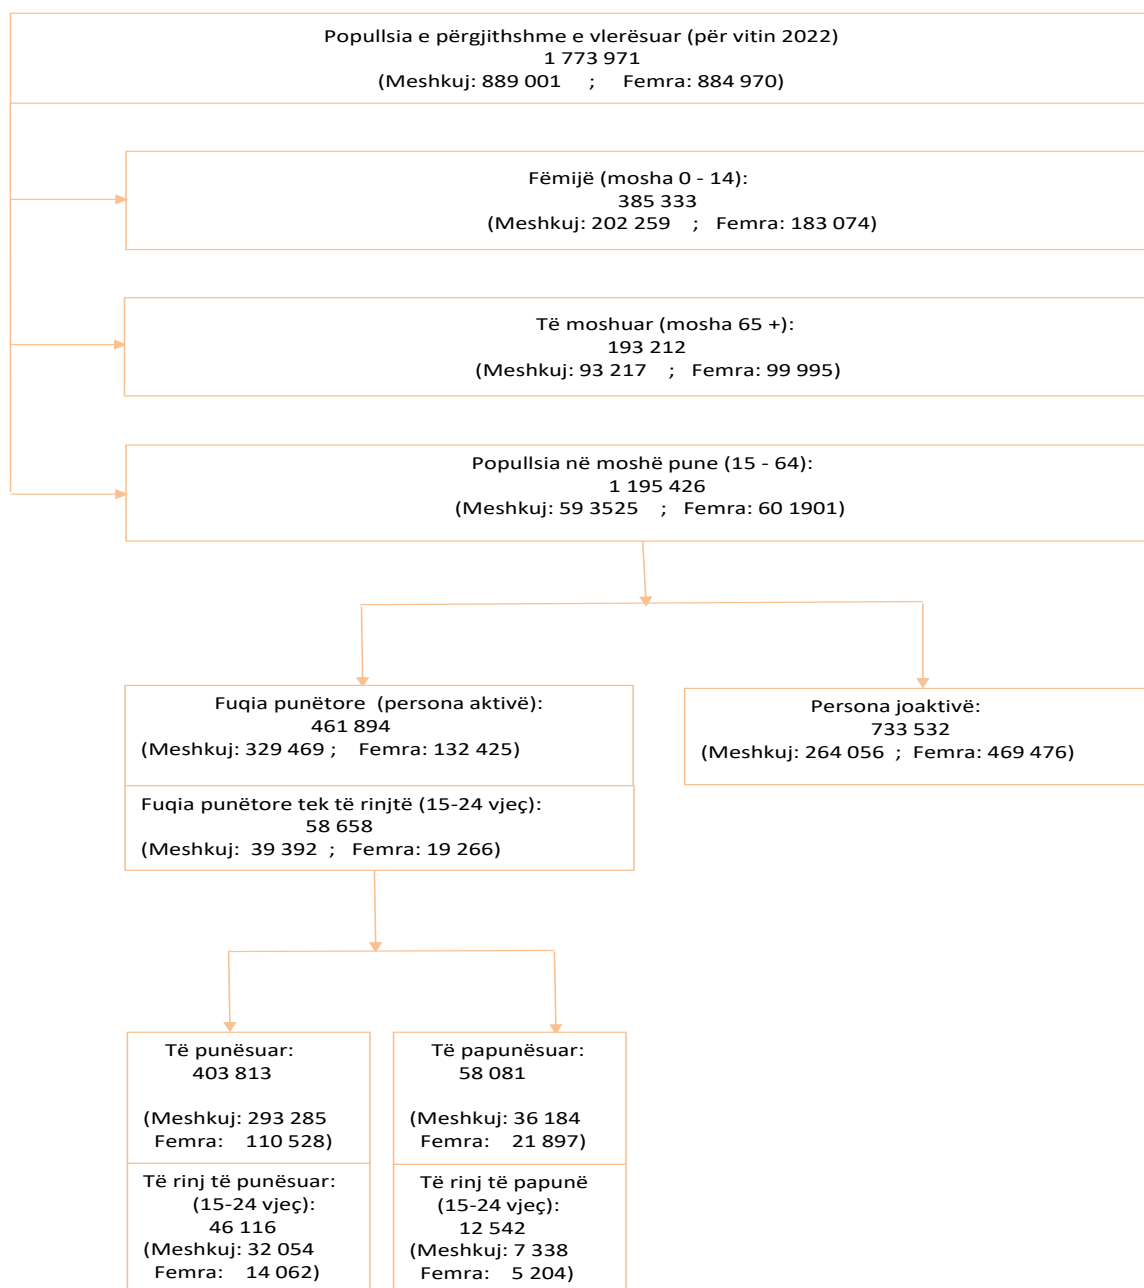 Popullsia e përgjithshme e vlerësuar (për vitin 2022)
1 773 971
(Meshkuj: 889 001 ; Femra: 884 970)
Fëmijë (mosha 0 - 14):
385 333
(Meshkuj: 202 259 ; Femra: 183 074)
Të moshuar (mosha 65 +):
193 212
(Meshkuj: 93 217 ; Femra: 99 995)
Popullsia në moshë pune (15 - 64):
1 195 426
(Meshkuj: 59 3525 ; Femra: 60 1901)
Fuqia punëtore (persona aktivë):
461 894
(Meshkuj: 329 469 ; Femra: 132 425)
Fuqia punëtore tek të rinjtë (15-24 vjeç):
58 658
(Meshkuj: 39 392 ; Femra: 19 266)
Persona joaktivë:
733 532
(Meshkuj: 264 056 ; Femra: 469 476)
Të punësuar:
403 813
(Meshkuj: 293 285
Femra: 110 528)
Të rinj të punësuar:
(15-24 vjeç):
46 116
(Meshkuj: 32 054
Femra: 14 062)
Të papunësuar:
58 081
(Meshkuj: 36 184
Femra: 21 897)
Të rinj të papunë
(15-24 vjeç):
12 542
(Meshkuj: 7 338
Femra: 5 204)